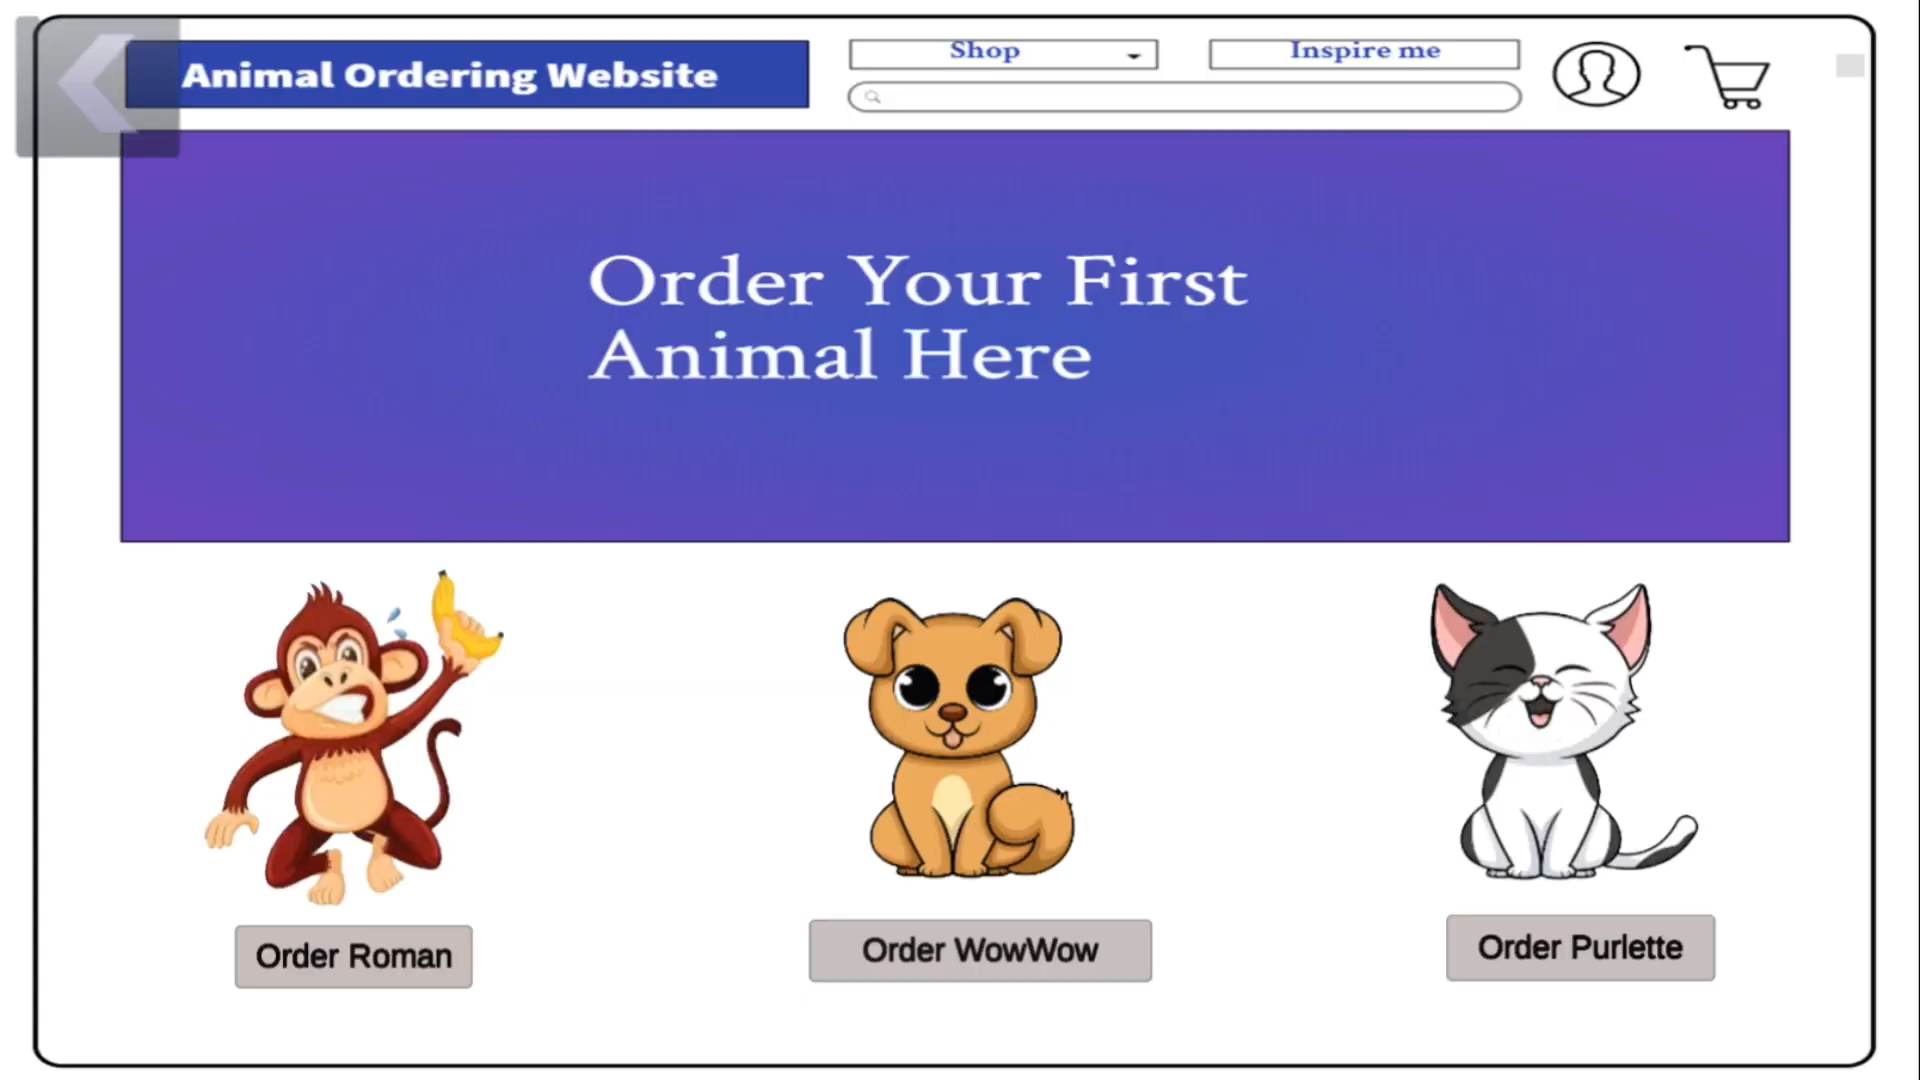 Animal Ordering Website
Shop
Inspire me
Order Your First
Animal Here
Order Roman
Order WowWow
Order Purlette